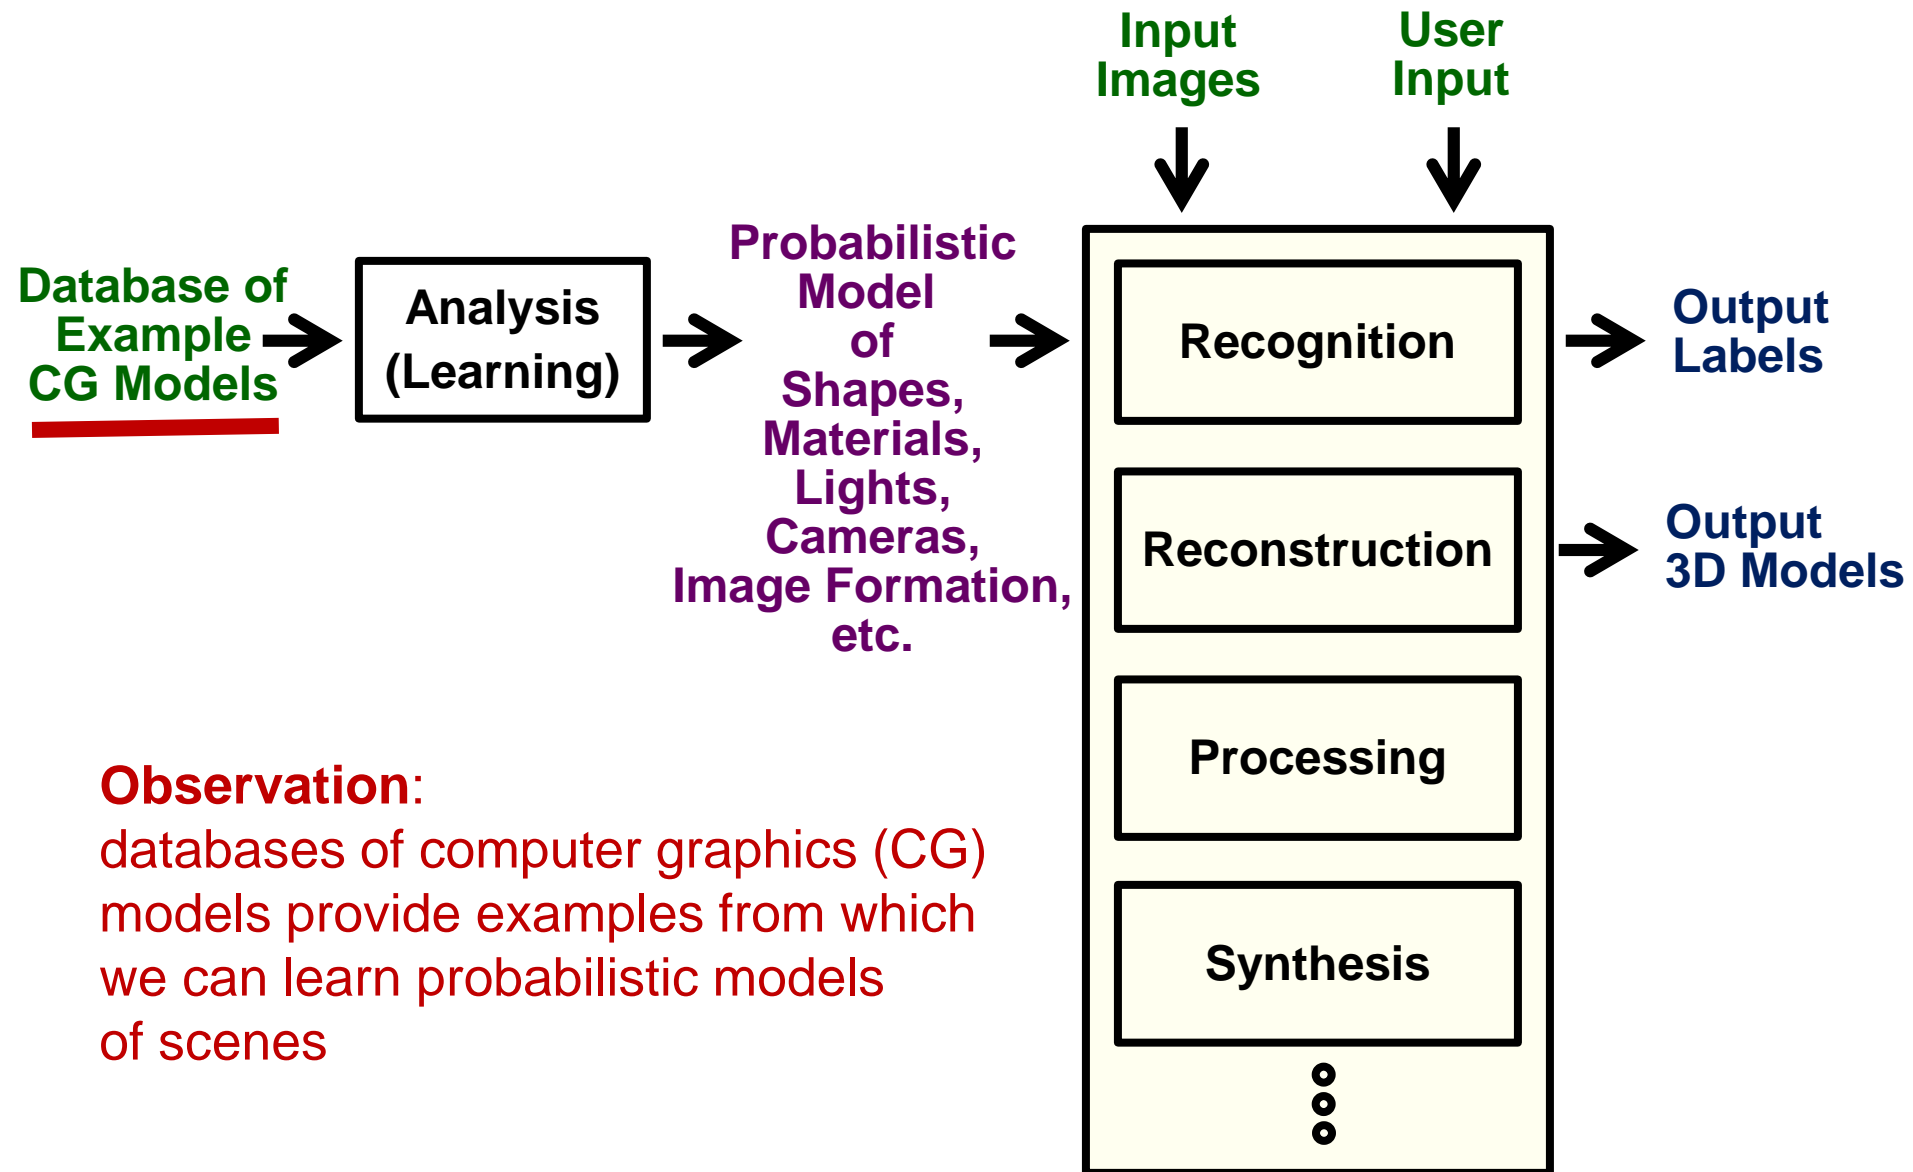 Input
Images
User
Input
Database of
Example
CG Models
Analysis
(Learning)
Probabilistic
Model
of
Shapes,
Materials,
Lights,
Cameras,
Image Formation,
etc.
Recognition
Reconstruction
Processing
Synthesis
Output
Labels
Output
3D Models
Observation:
databases of computer graphics (CG)
models provide examples from which
we can learn probabilistic models
of scenes